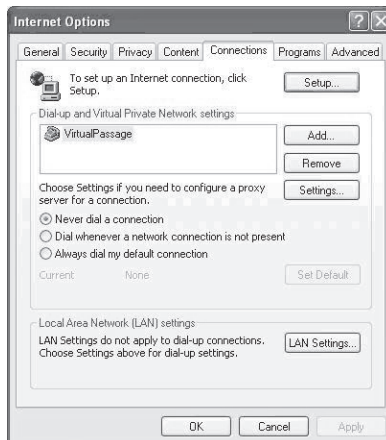 Internet Options
General Security Privacy Content Connections Programs Advanced
To set up an Internet connection, click
Setup.
Setup...
Dial-up and Virtual Private Network settings
VirtualPassage
Add...
Remove
Choose Settings if you need to configure a proxy
server for a connection.
Settings...
Never dial a connection
Dial whenever a network connection is not present
Always dial my default connection
Current None
Set Default
Local Area Network (LAN) settings
LAN Settings do not apply to dial-up connections.
Choose Settings above for dial-up settings.
LAN Settings...
OK Cancel Apply